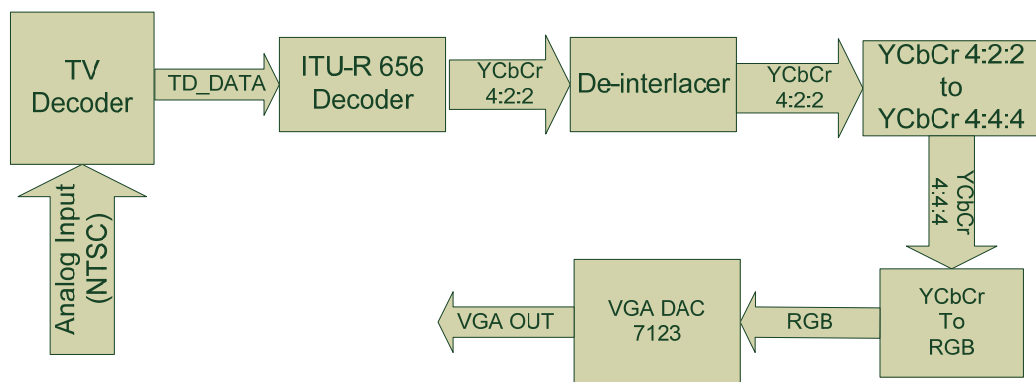 TV
Decoder
TD_DATA
ITU-R 656
Decoder
YCbCr
4:2:2
De-interlacer
YCbCr
4:2:2
YCbCr 4:2:2
to
YCbCr 4:4:4
Analog Input
(NTSC)
YCbCr
4:4:4
VGA OUT
VGA DAC
7123
RGB
YCbCr
To
RGB